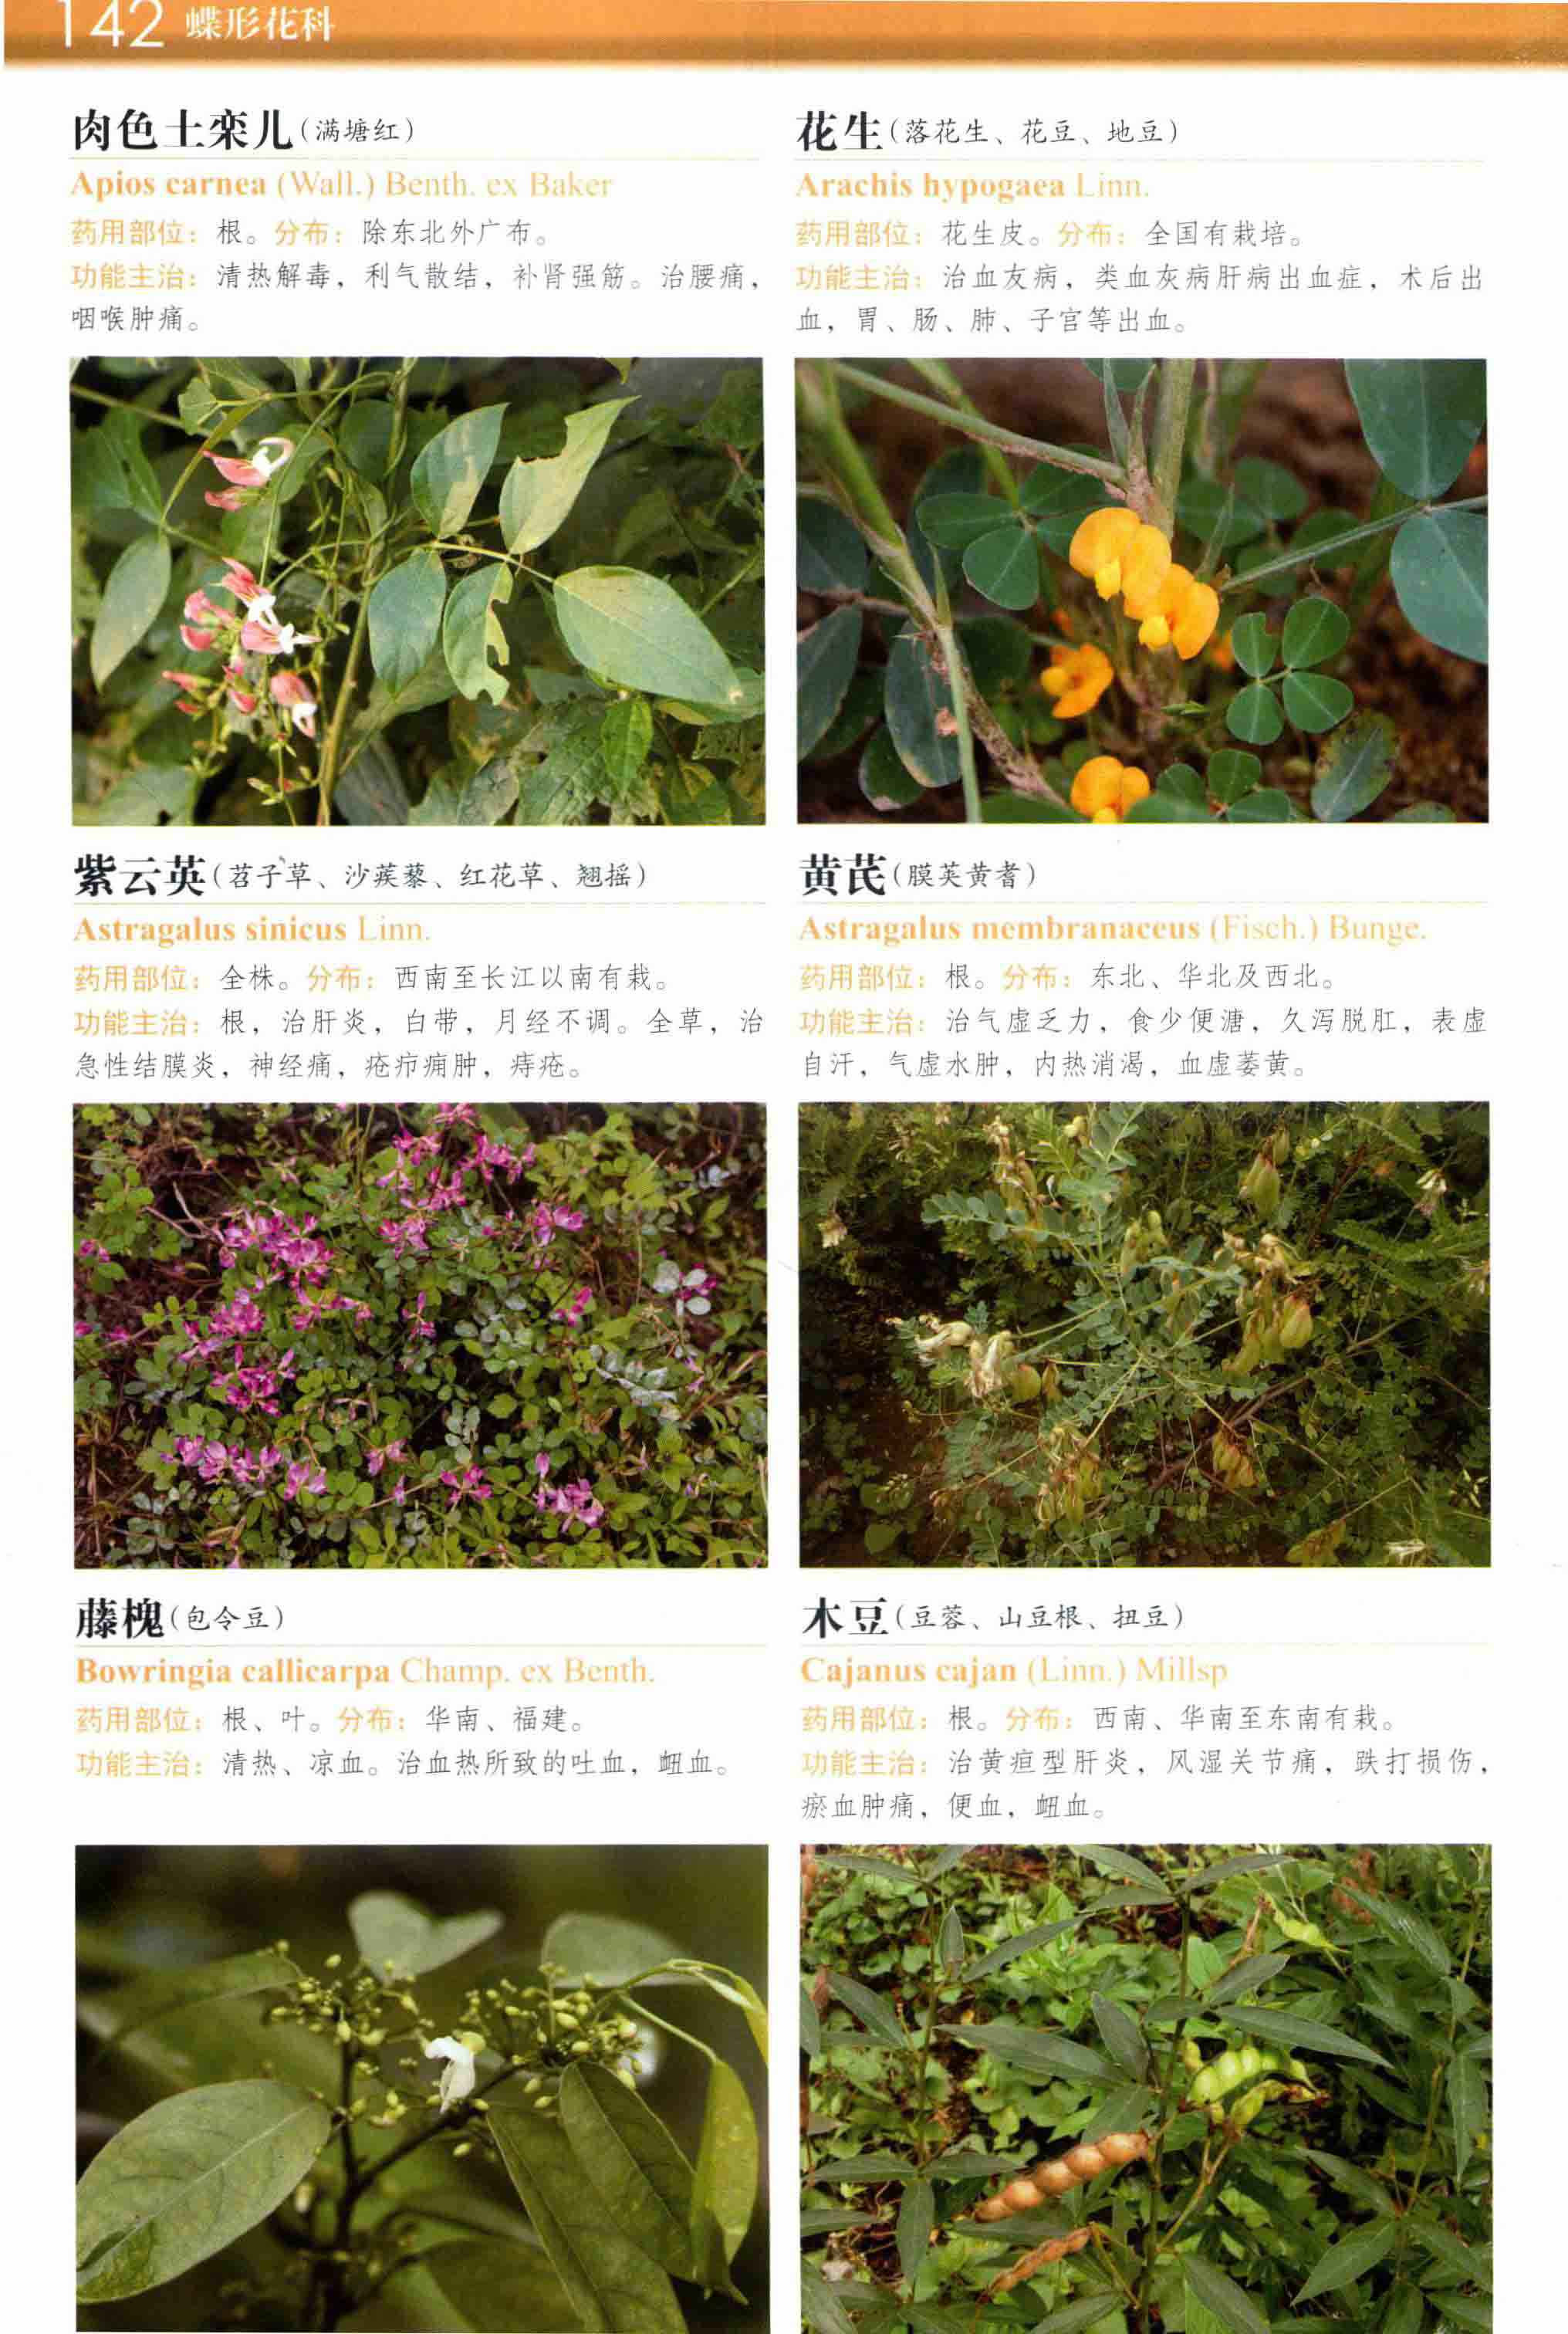 142 蝶形花科
肉色土栾儿(满塘红)
Apios carnea (Wall.) Benth. ex Baker
药用部位：根。分布：除东北外广布。
功能主治：清热解毒，利气散结，补肾强筋。治腰痛，
咽喉肿痛。
花生(落花生、花豆、地豆)
Arachis hypogaea Linn.
药用部位：花生皮。分布：全国有栽培。
功能主治：治血友病，类血灰病肝病出血症，术后出
血，胃、肠、肺、子宫等出血。
紫云英(苕子草、沙蒺藜、红花草、翘摇)
Astragalus sinicus Linn.
药用部位：全株。分布：西南至长江以南有栽。
功能主治：根，治肝炎，白带，月经不调。全草，治
急性结膜炎，神经痛，疮疖痈肿，痔疮。
黄芪(膜荚黄耆)
Astragalus membranaceus (Fisch.) Bunge.
药用部位：根。分布：东北、华北及西北。
功能主治：治气虚乏力，食少便溏，久泻脱肛，表虚
自汗，气虚水肿，内热消渴，血虚萎黄。
藤槐(包令豆)
Bowringia callicarpa Champ. ex Benth.
药用部位：根、叶。分布：华南、福建。
功能主治：清热、凉血。治血热所致的吐血，衄血。
木豆(豆蓉、山豆根、扭豆)
Cajanus cajan (Linn.) Millsp
药用部位：根。分布：西南、华南至东南有栽。
功能主治：治黄疸型肝炎，风湿关节痛，跌打损伤，
瘀血肿痛，便血，衄血。